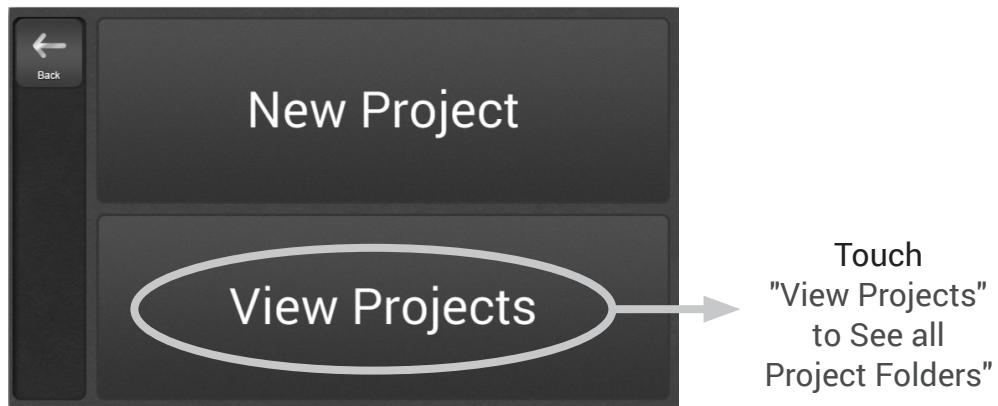 Back
New Project
View Projects
Touch
"View Projects"
to See all
Project Folders"